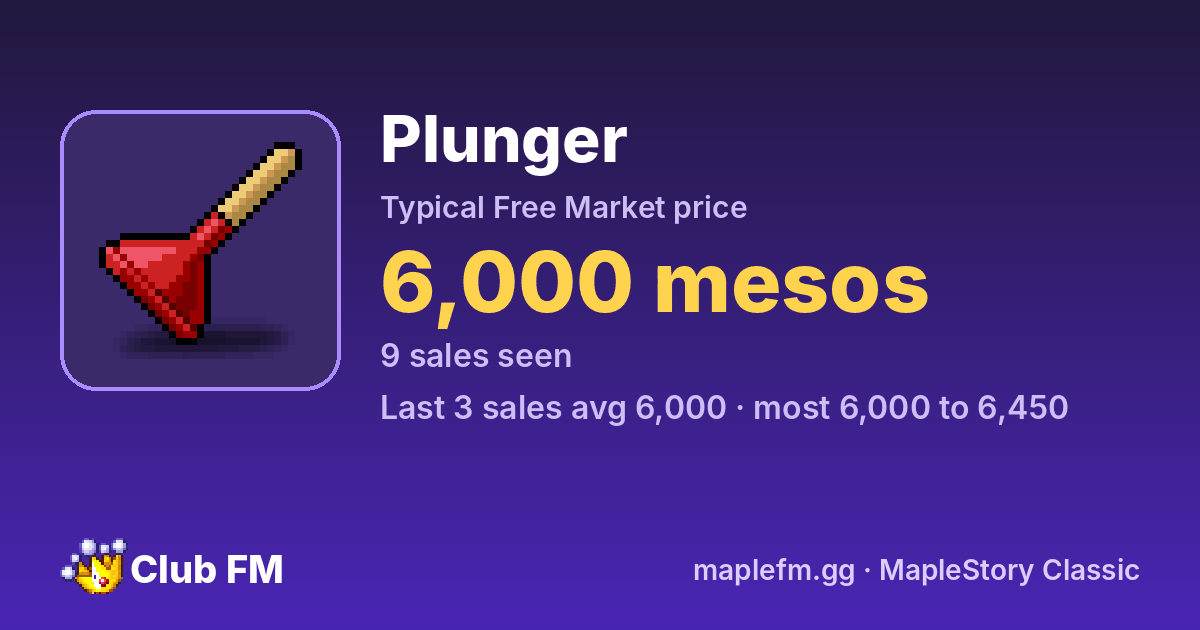 Plunger
Typical Free Market price
6,000 mesos
9 sales seen
Last 3 sales avg 6,000 · most 6,000 to 6,450
Club FM
maplefm.gg · MapleStory Classic